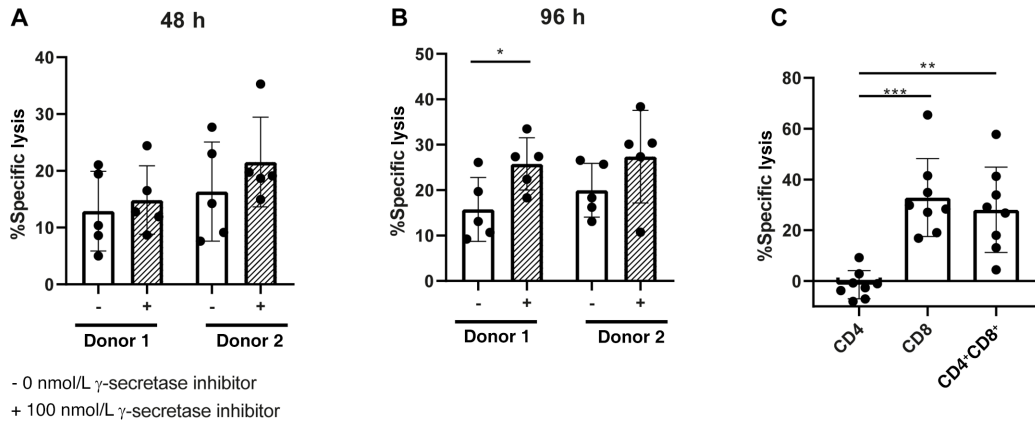 A
48 h
%Specific lysis
40
30
20
10
0
- + - +
Donor 1 Donor 2
- 0 nmol/L γ-secretase inhibitor
+ 100 nmol/L γ-secretase inhibitor
B
96 h
%Specific lysis
50
40
30
20
10
0
*
- + - +
Donor 1 Donor 2
C
%Specific lysis
80
60
40
20
0
**
***
CD4
CD8
CD4⁺CD8⁺